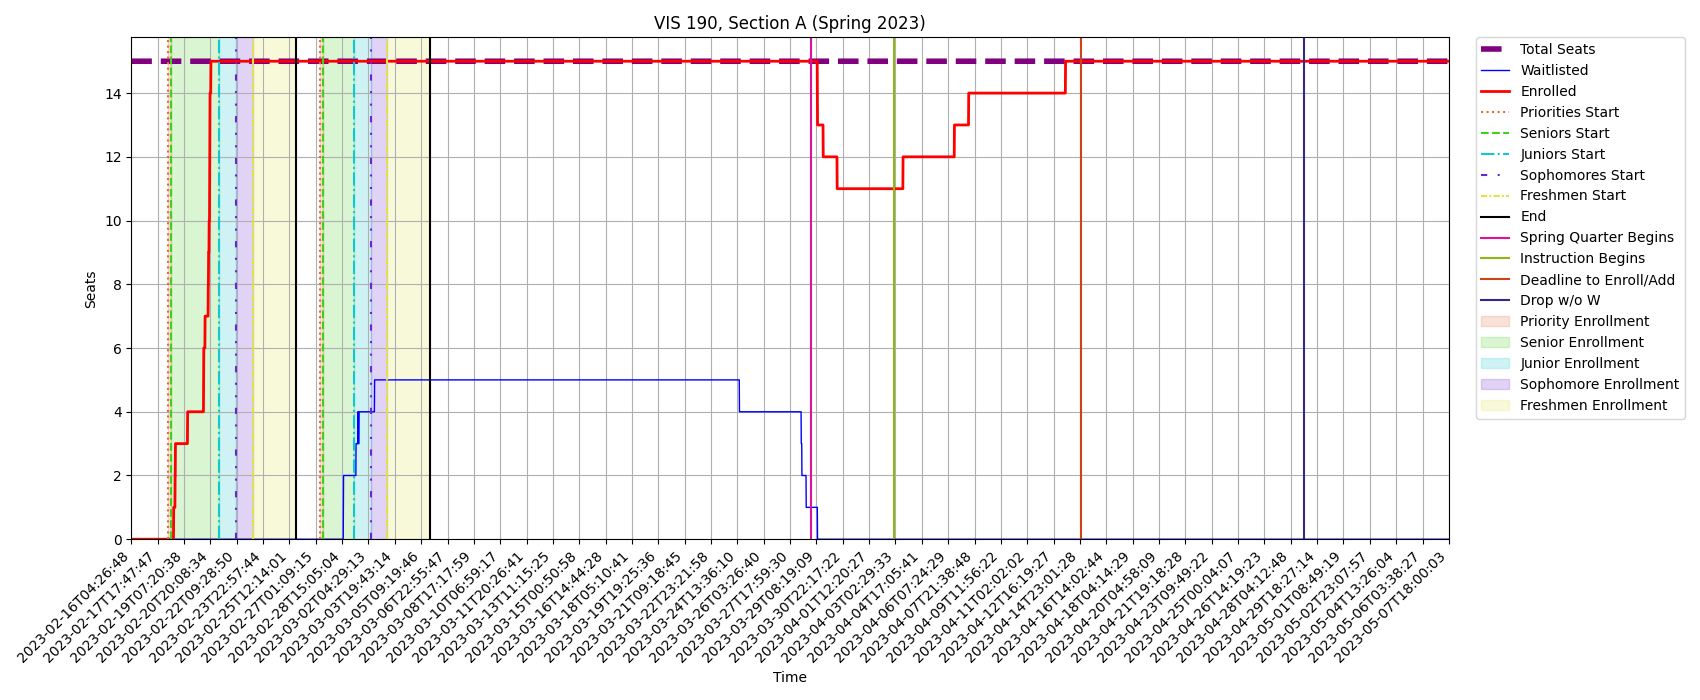 VIS 190, Section A (Spring 2023)
Seats
14
12
10
8
6
4
2
0
2023-02-16T04:26:48
2023-02-17T17:47:47
2023-02-19T07:20:38
2023-02-20T20:08:34
2023-02-22T09:28:50
2023-02-23T22:57:44
2023-02-25T12:14:01
2023-02-27T01:09:15
2023-02-28T15:05:04
2023-03-02T04:29:13
2023-03-03T19:43:14
2023-03-05T09:19:46
2023-03-06T22:55:47
2023-03-08T17:17:59
2023-03-10T06:59:17
2023-03-11T20:26:41
2023-03-13T11:15:25
2023-03-15T00:50:58
2023-03-16T14:44:28
2023-03-18T05:10:41
2023-03-19T19:25:36
2023-03-21T09:18:45
2023-03-22T23:21:58
2023-03-24T13:36:10
2023-03-26T03:26:40
2023-03-27T17:59:30
2023-03-29T08:19:09
2023-03-30T22:17:22
2023-04-01T12:20:27
2023-04-03T02:29:33
2023-04-04T17:05:41
2023-04-06T07:24:29
2023-04-07T21:38:48
2023-04-09T11:56:22
2023-04-11T02:02:02
2023-04-12T16:19:27
2023-04-14T23:01:28
2023-04-16T14:02:44
2023-04-18T04:14:29
2023-04-20T04:58:09
2023-04-21T19:18:28
2023-04-23T09:49:22
2023-04-25T00:04:07
2023-04-26T14:19:23
2023-04-28T04:12:48
2023-04-29T18:27:14
2023-05-01T08:49:19
2023-05-02T23:07:57
2023-05-04T13:26:04
2023-05-06T03:38:27
2023-05-07T18:00:03
Time
Total Seats
Waitlisted
Enrolled
Priorities Start
Seniors Start
Juniors Start
Sophomores Start
Freshmen Start
End
Spring Quarter Begins
Instruction Begins
Deadline to Enroll/Add
Drop w/o W
Priority Enrollment
Senior Enrollment
Junior Enrollment
Sophomore Enrollment
Freshmen Enrollment